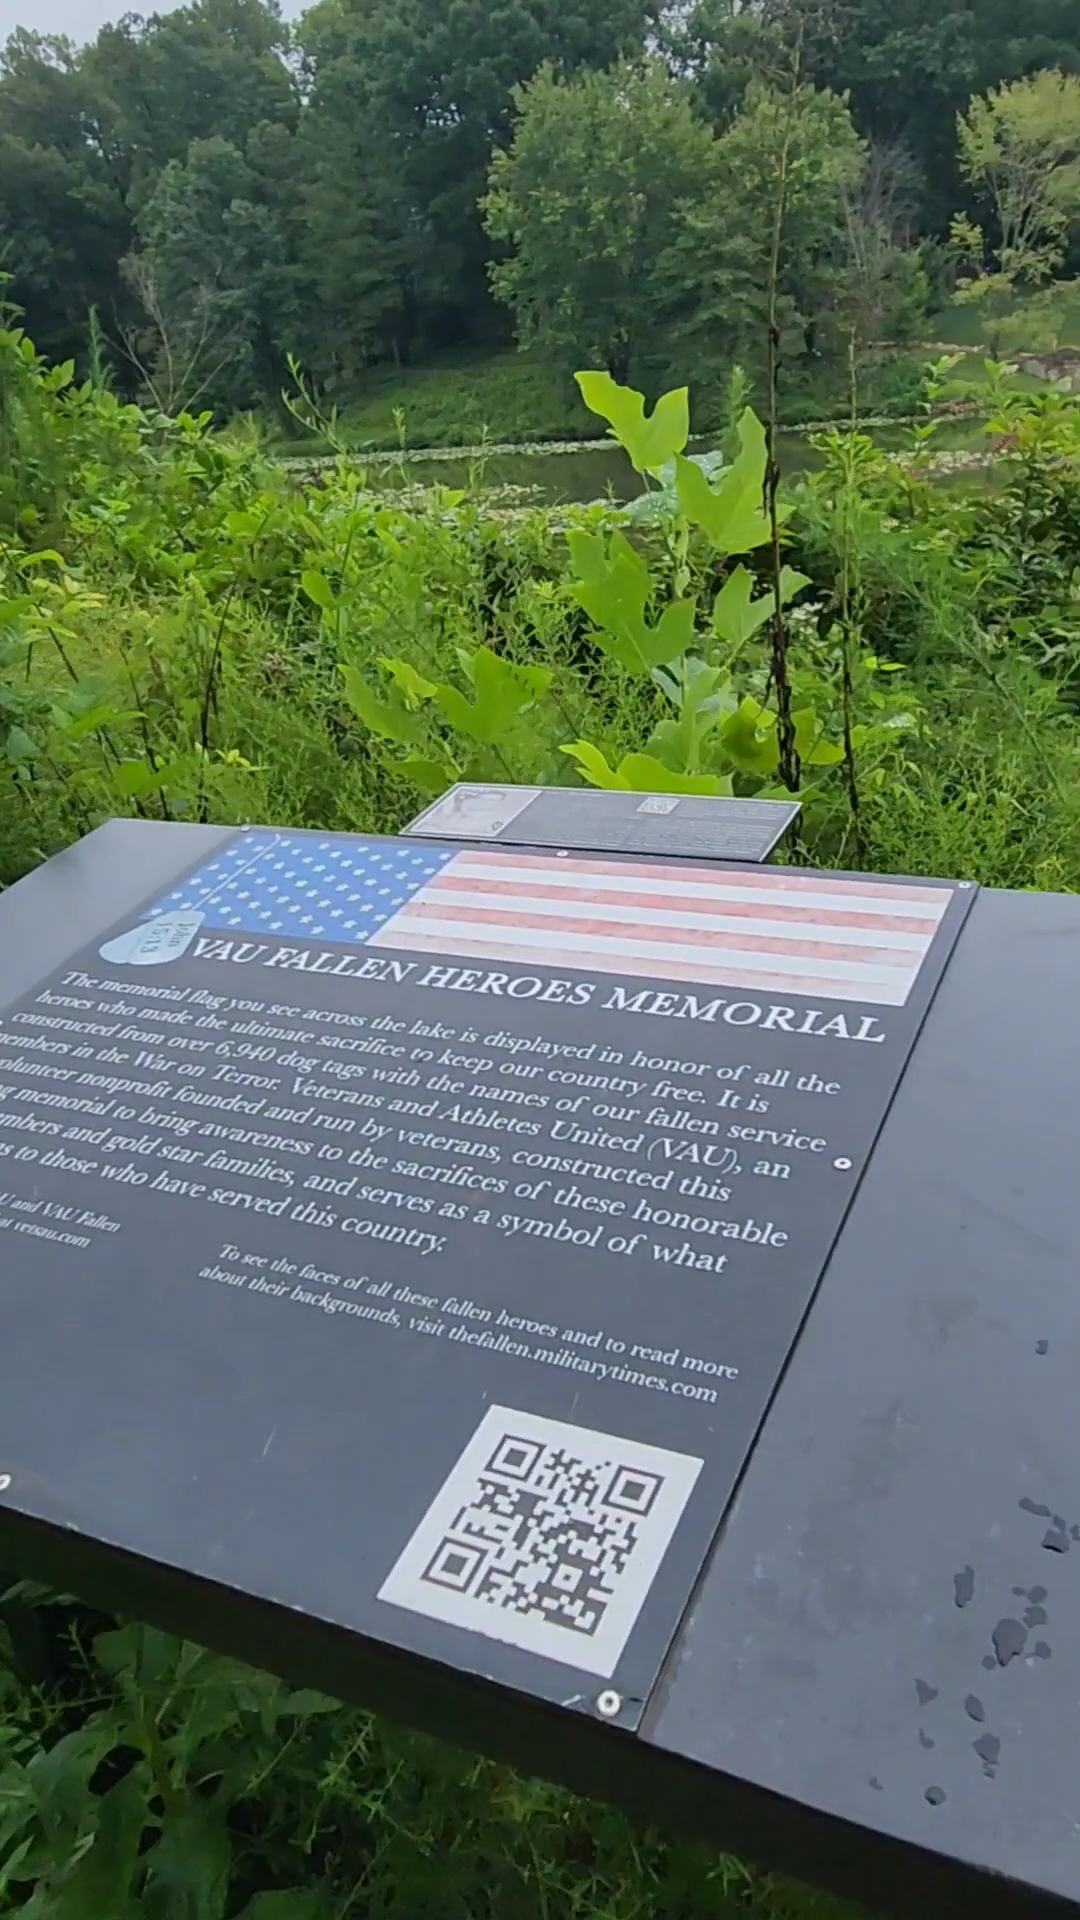 John
15:13
VAU FALLEN HEROES MEMORIAL
The memorial flag you see across the lake is displayed in honor of all the
heroes who made the ultimate sacrifice to keep our country free. It is
constructed from over 6,940 dog tags with the names of our fallen service
members in the War on Terror. Veterans and Athletes United (VAU), an
volunteer nonprofit founded and run by veterans, constructed this
memorial to bring awareness to the sacrifices of these honorable
and gold star families, and serves as a symbol of what
to those who have served this country.
and VAU Fallen
at vetsau.com
To see the faces of all these fallen heroes and to read more
about their backgrounds, visit thefallen.militarytimes.com